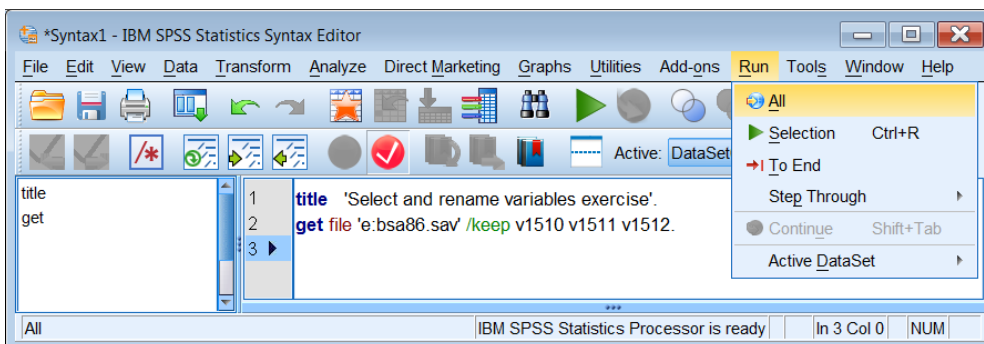 *Syntax1 - IBM SPSS Statistics Syntax Editor
File Edit View Data Transform Analyze Direct Marketing Graphs Utilities Add-ons Run Tools Window Help
All
Selection Ctrl+R
To End
Step Through
Continue Shift+Tab
Active DataSet
Active: DataSet
title
get
1 title 'Select and rename variables exercise'.
2 get file 'e:bsa86.sav' /keep v1510 v1511 v1512.
3
All IBM SPSS Statistics Processor is ready In 3 Col 0 NUM